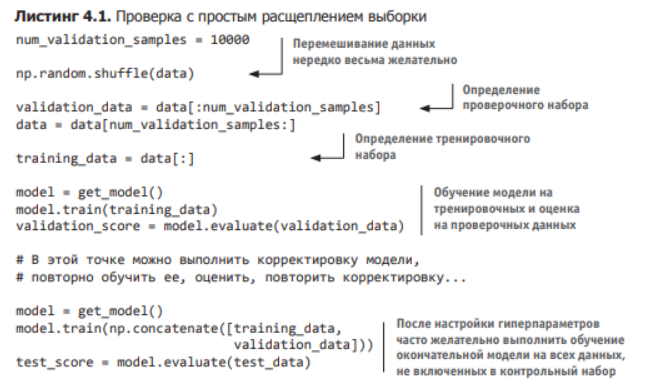 Листинг 4.1. Проверка с простым расщеплением выборки
num_validation_samples = 10000
Перемешивание данных
нередко весьма желательно
np.random.shuffle(data)
Определение
проверочного набора
validation_data = data[:num_validation_samples]
data = data[num_validation_samples:]
Определение тренировочного
набора
training_data = data[:]
model = get_model()
model.train(training_data)
validation_score = model.evaluate(validation_data)
Обучение модели на
тренировочных и оценка
на проверочных данных
# В этой точке можно выполнить корректировку модели,
# повторно обучить ее, оценить, повторить корректировку...
model = get_model()
model.train(np.concatenate([training_data,
validation_data]))
test_score = model.evaluate(test_data)
После настройки гиперпараметров
часто желательно выполнить обучение
окончательной модели на всех данных,
не включенных в контрольный набор